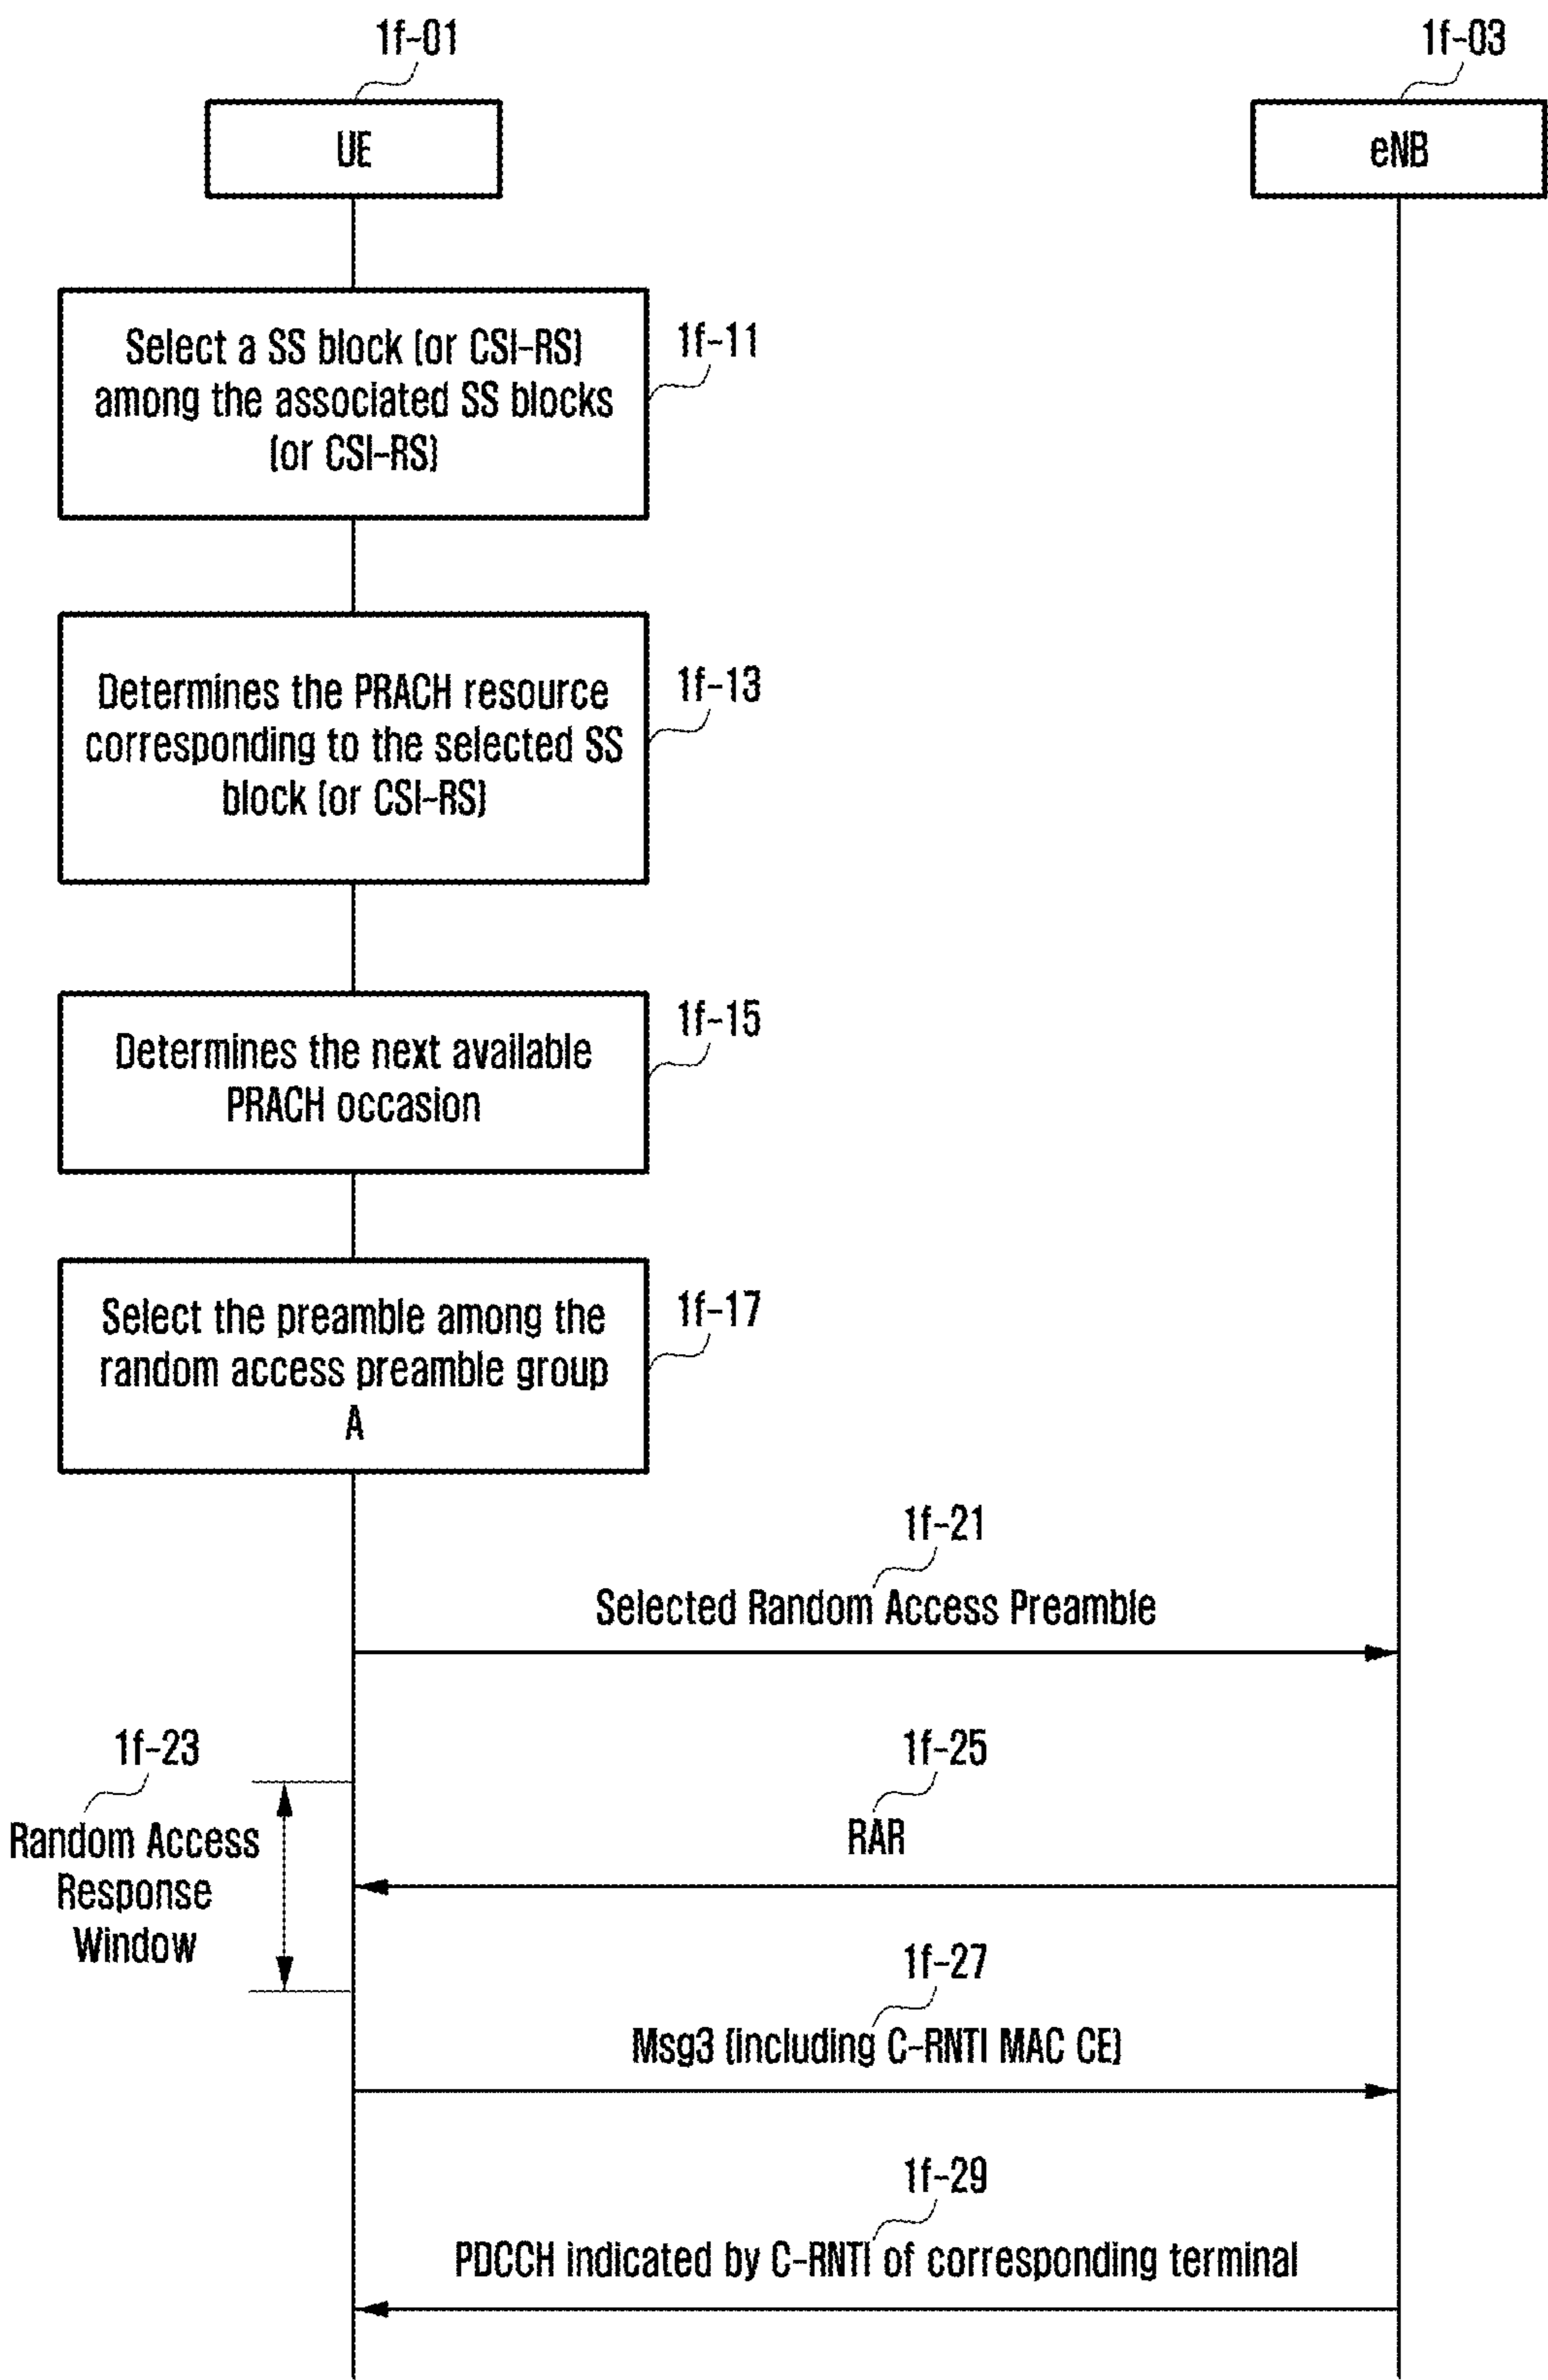 1f-01
1f-03
UE
eNB
Select a SS block (or CSI-RS)
among the associated SS blocks
(or CSI-RS)
1f-11
Determines the PRACH resource
corresponding to the selected SS
block (or CSI-RS)
1f-13
Determines the next available
PRACH occasion
1f-15
Select the preamble among the
random access preamble group
A
1f-17
1f-21
Selected Random Access Preamble
1f-23
Random Access
Response
Window
1f-25
RAR
1f-27
Msg3 (including C-RNTI MAC CE)
1f-29
PDCCH indicated by C-RNTI of corresponding terminal